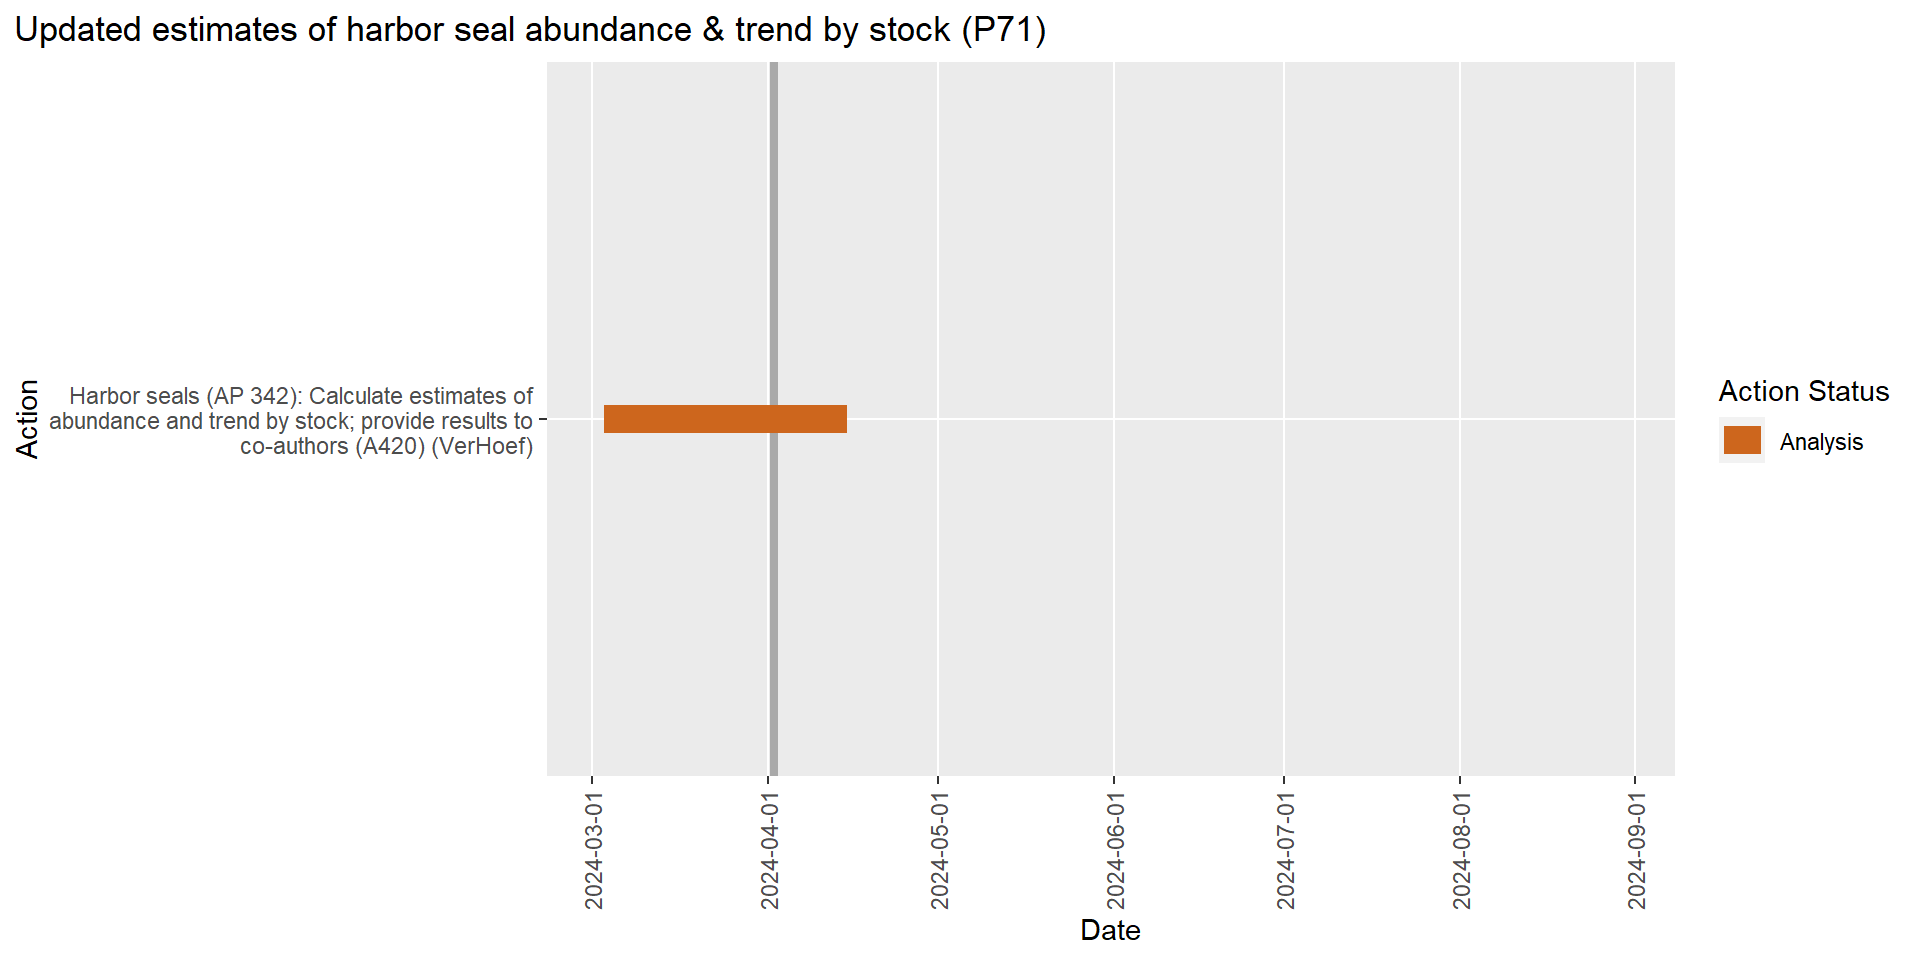 Updated estimates of harbor seal abundance & trend by stock (P71)
Action
Harbor seals (AP 342): Calculate estimates of
abundance and trend by stock; provide results to
co-authors (A420) (VerHoef)
2024-03-01
2024-04-01
2024-05-01
2024-06-01
2024-07-01
2024-08-01
2024-09-01
Date
Action Status
Analysis